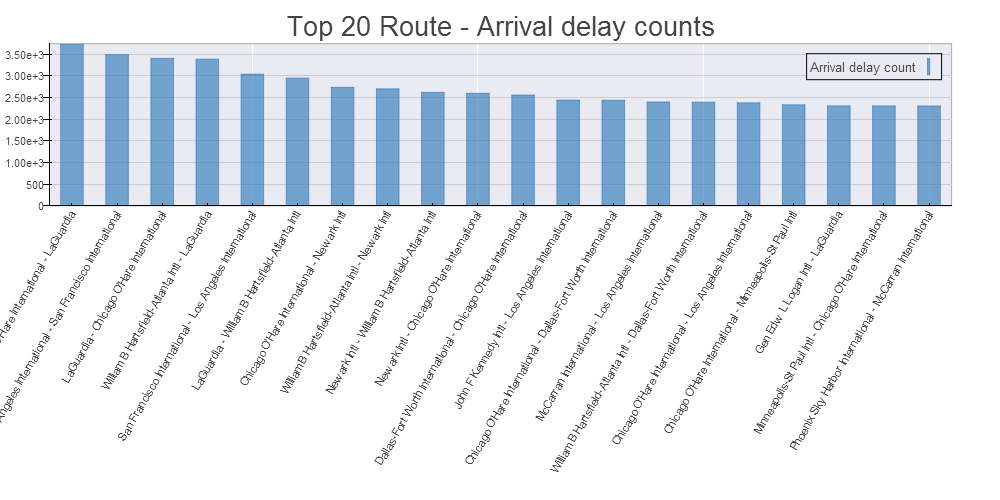 Top 20 Route - Arrival delay counts
Arrival delay count
3.50e+3
3.00e+3
2.50e+3
2.00e+3
1.50e+3
1.00e+3
500
0
O'Hare International - LaGuardia
Angeles International - San Francisco International
LaGuardia - Chicago O'Hare International
William B Hartsfield-Atlanta Intl - LaGuardia
San Francisco International - Los Angeles International
LaGuardia - William B Hartsfield-Atlanta Intl
Chicago O'Hare International - Newark Intl
William B Hartsfield-Atlanta Intl - Newark Intl
Newark Intl - William B Hartsfield-Atlanta Intl
Newark Intl - Chicago O'Hare International
Dallas-Fort Worth International - Chicago O'Hare International
John F Kennedy Intl - Los Angeles International
Chicago O'Hare International - Dallas-Fort Worth International
McCarran International - Los Angeles International
William B Hartsfield-Atlanta Intl - Dallas-Fort Worth International
Chicago O'Hare International - Los Angeles International
Chicago O'Hare International - Minneapolis-St Paul Intl
Gen Edw L Logan Intl - LaGuardia
Minneapolis-St Paul Intl - Chicago O'Hare International
Phoenix Sky Harbor International - McCarran International